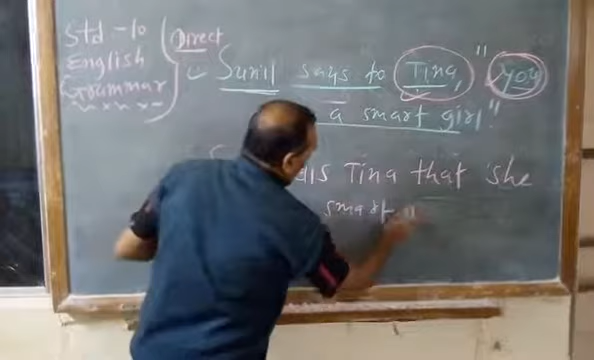 Std - 10
English
Grammar
Direct
Sunil says to Tina, "you
a smart girl."
Tina that she
smart